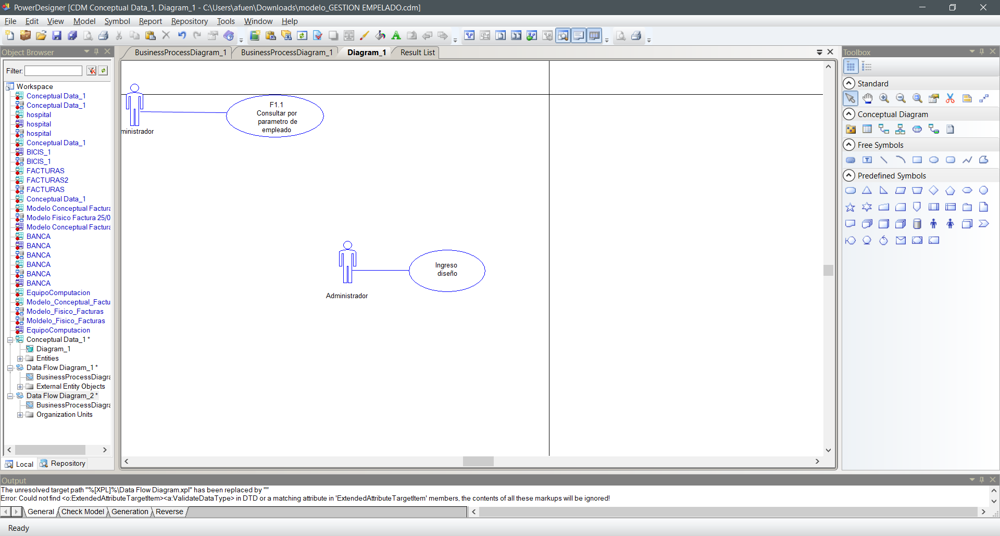 PowerDesigner [CDM Conceptual Data_1, Diagram_1 - C:\Users\afuen\Downloads\modelo_GESTION EMPELADO.cdm]
File Edit View Model Symbol Report Repository Tools Window Help
Object Browser
BusinessProcessDiagram_1 BusinessProcessDiagram_1 Diagram_1 Result List
Filter:
Workspace
Conceptual Data_1
Conceptual Data_1
hospital
hospital
hospital
Conceptual Data_1
BICIS_1
BICIS_1
FACTURAS
FACTURAS2
FACTURAS
Conceptual Data_1
Modelo Conceptual Factura
Modelo Fisico Factura 25/0
Modelo Conceptual Factura
BANCA
BANCA
BANCA
BANCA
BANCA
BANCA
EquipoComputacion
Modelo_Conceptual_Factu
Modelo_Fisico_Facturas
Moldelo_Fisico_Facturas
EquipoComputacion
Conceptual Data_1 *
Diagram_1
Entities
Data Flow Diagram_1 *
BusinessProcessDiagra
External Entity Objects
Data Flow Diagram_2 *
BusinessProcessDiagra
Organization Units
Local Repository
ministrador
F1.1
Consultar por
parametro de
empleado
Administrador
Ingreso
diseño
Toolbox
Standard
Conceptual Diagram
Free Symbols
Predefined Symbols
Output
The unresolved target path "%[XPL]%\Data Flow Diagram.xpl" has been replaced by ""
Error: Could not find <o:ExtendedAttributeTargetItem><a:ValidateDataType> in DTD or a matching attribute in 'ExtendedAttributeTargetItem' members, the contents of all these markups will be ignored!
General Check Model Generation Reverse
Ready